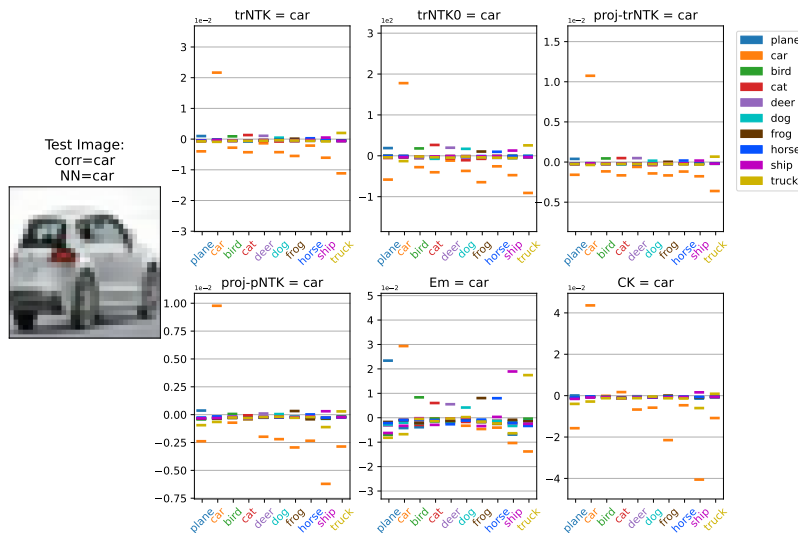 Test Image:
corr=car
NN=car
trNTK = car
1e−2
3
2
1
0
−1
−2
−3
plane
car
bird
cat
deer
dog
frog
horse
ship
truck
trNTK0 = car
1e2
3
2
1
0
−1
plane
car
bird
cat
deer
dog
frog
horse
ship
truck
proj-trNTK = car
1e−2
1.5
1.0
0.5
0.0
−0.5
plane
car
bird
cat
deer
dog
frog
horse
ship
truck
plane
car
bird
cat
deer
dog
frog
horse
ship
truck
proj-pNTK = car
1e−2
1.00
0.75
0.50
0.25
0.00
−0.25
−0.50
−0.75
plane
car
bird
cat
deer
dog
frog
horse
ship
truck
Em = car
1e−2
5
4
3
2
1
0
−1
−2
−3
plane
car
bird
cat
deer
dog
frog
horse
ship
truck
CK = car
1e−2
4
2
0
−2
−4
plane
car
bird
cat
deer
dog
frog
horse
ship
truck